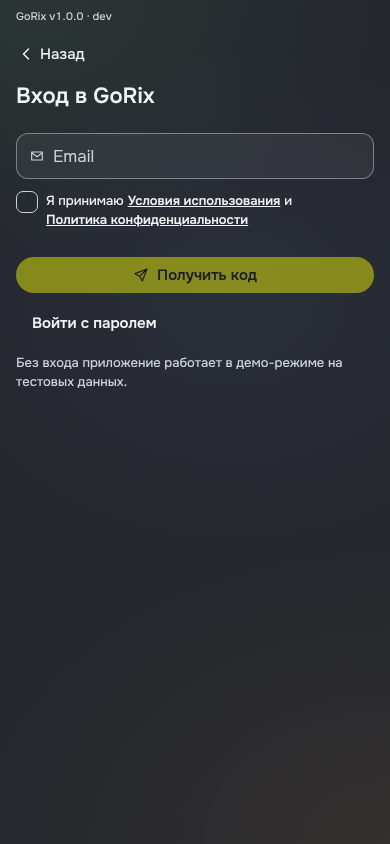 GoRix v1.0.0 · dev
Назад
Вход в GoRix
Email
Я принимаю Условия использования и
Политика конфиденциальности
Получить код
Войти с паролем
Без входа приложение работает в демо-режиме на
тестовых данных.